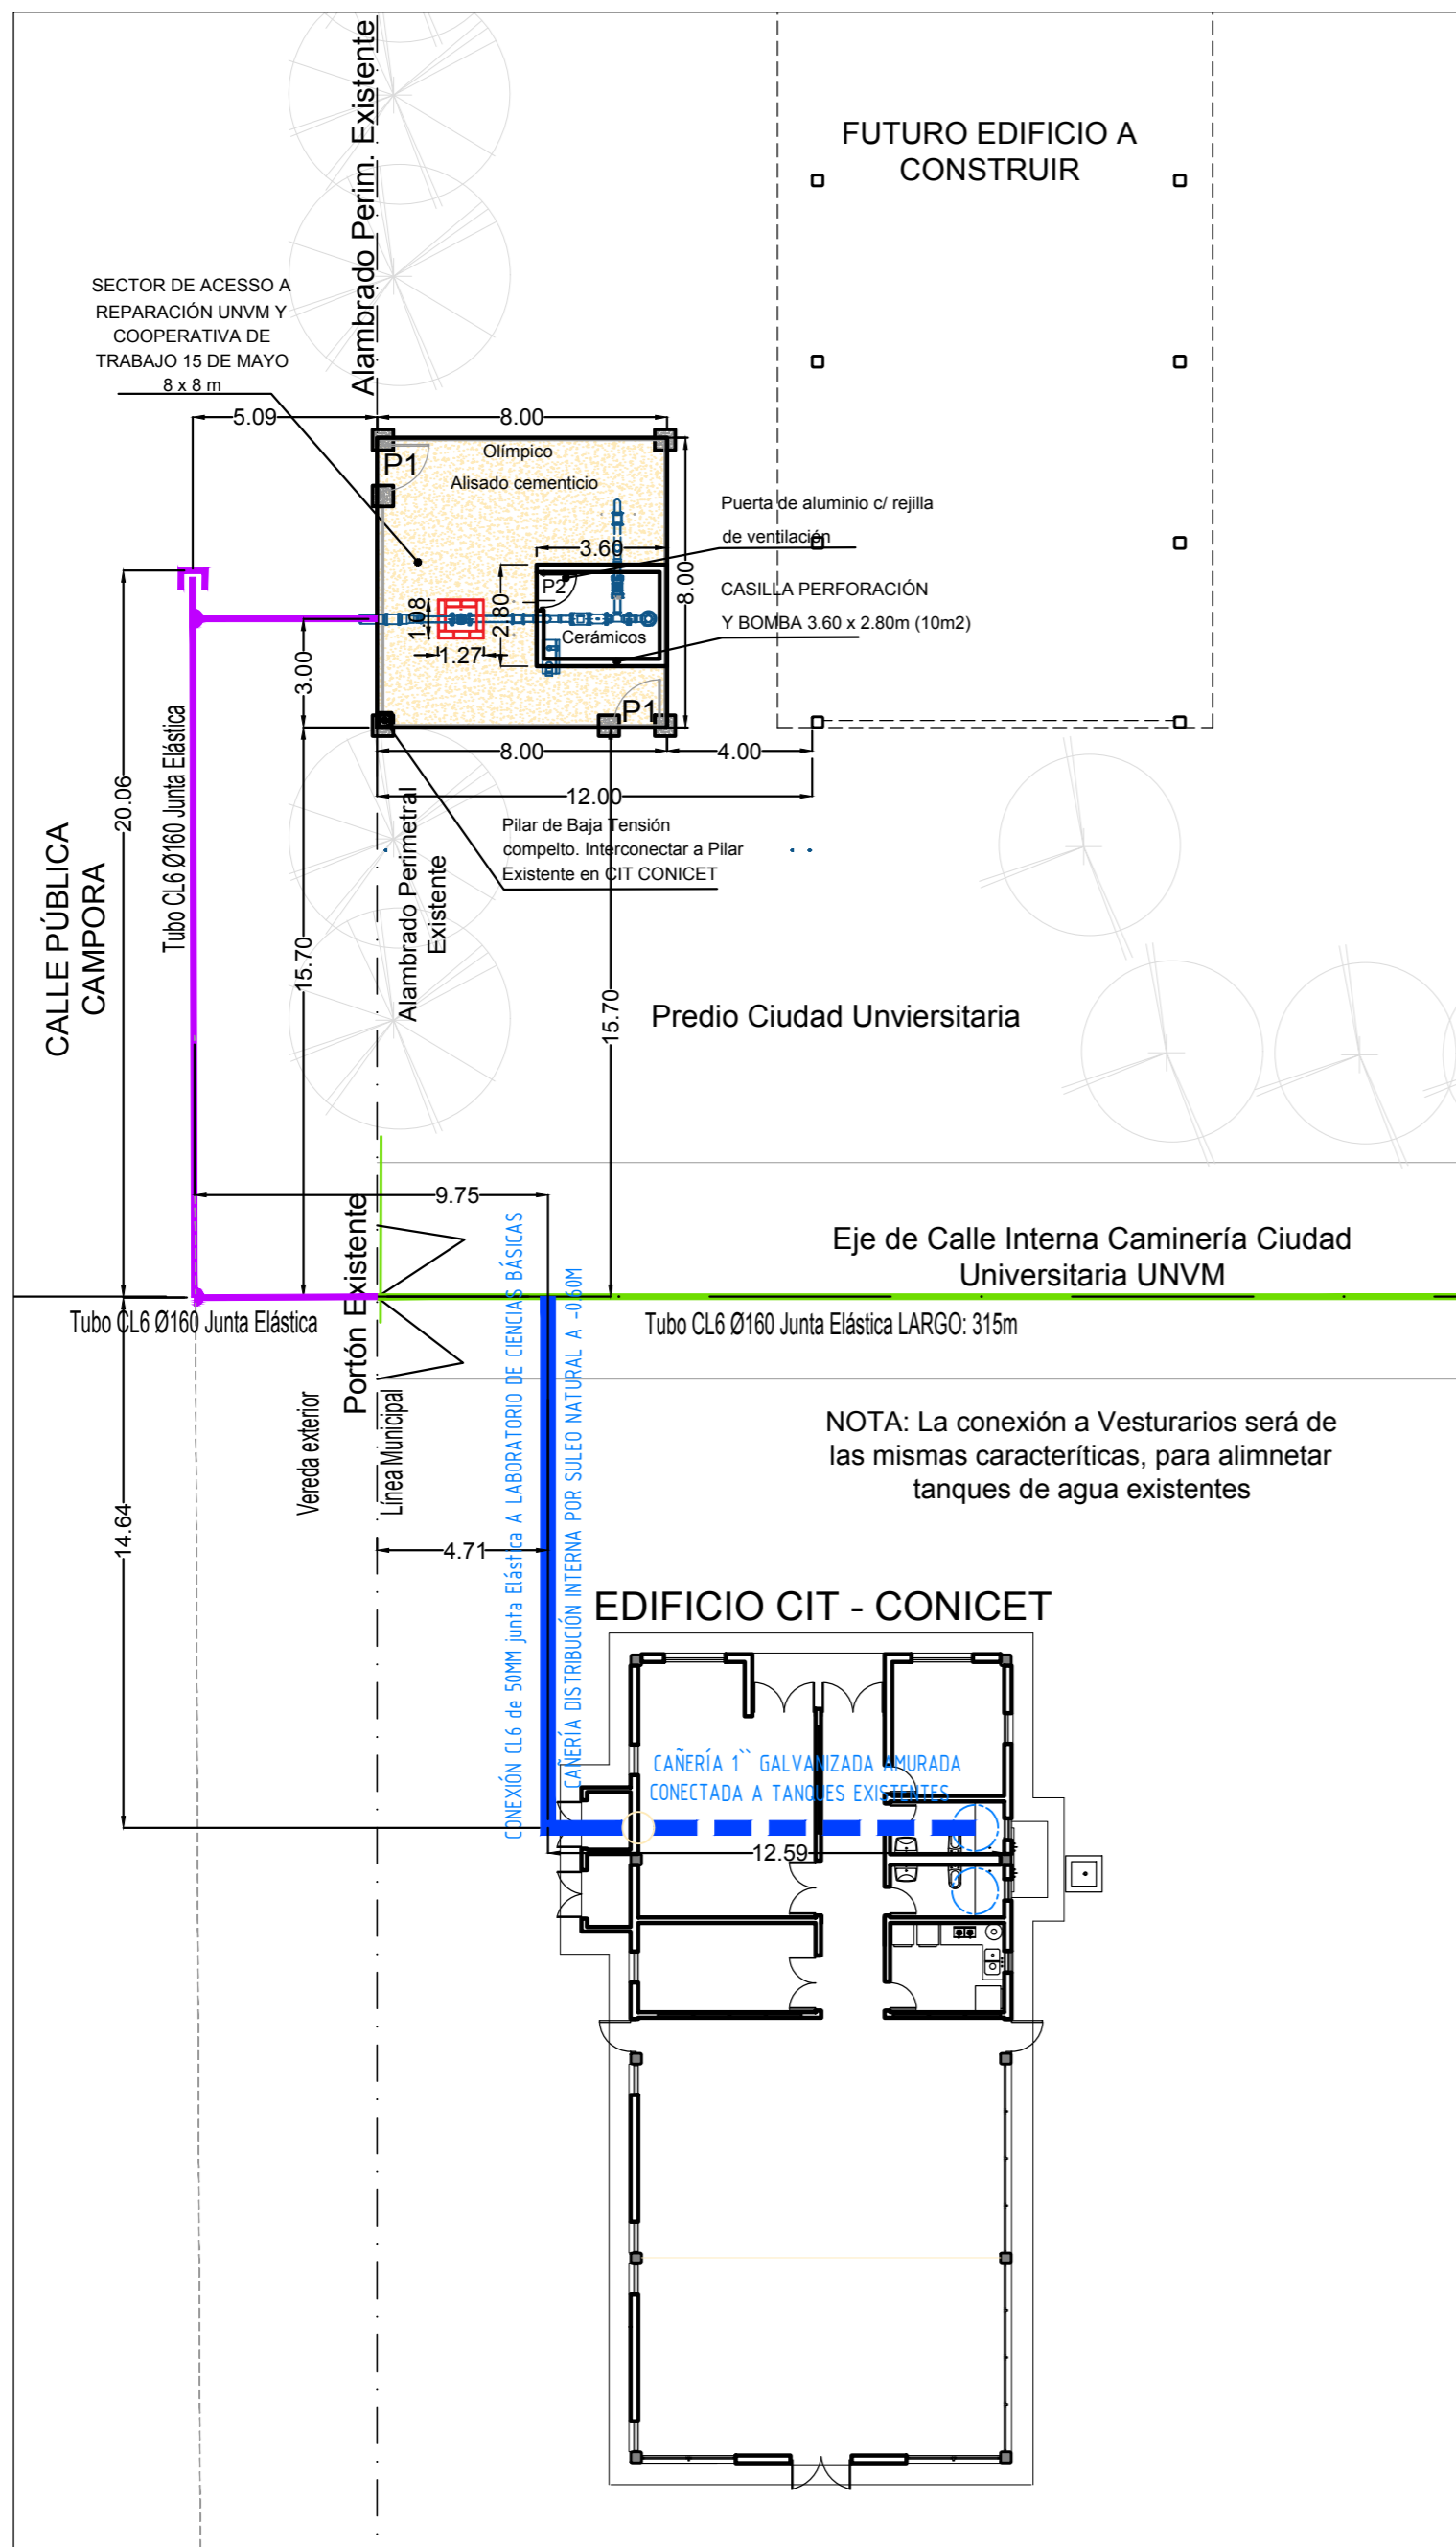 Alambrado Perim. Existente
FUTURO EDIFICIO A
CONSTRUIR
SECTOR DE ACESSO A
REPARACIÓN UNVM Y
COOPERATIVA DE
TRABAJO 15 DE MAYO
8 x 8 m
5.09
8.00
P1
Olímpico
Alisado cementicio
Puerta de aluminio c/ rejilla
de ventilación
3.60
P2
8.00
CASILLA PERFORACIÓN
Y BOMBA 3.60 x 2.80m (10m2)
1.08
2.80
Cerámicos
1.27
3.00
P1
8.00
4.00
12.00
Tubo CL6 Ø160 Junta Elástica
20.06
CALLE PÚBLICA
CAMPORA
Pilar de Baja Tensión
compelto. Interconectar a Pilar
Existente en CIT CONICET
Alambrado Perimetral
Existente
15.70
15.70
Predio Ciudad Unviersitaria
9.75
Portón Existente
Eje de Calle Interna Caminería Ciudad
Universitaria UNVM
Tubo CL6 Ø160 Junta Elástica
Tubo CL6 Ø160 Junta Elástica LARGO: 315m
CONEXIÓN CL6 de 50MM junta Elástica A LABORATORIO DE CIENCIAS BÁSICAS
CAÑERÍA DISTRIBUCIÓN INTERNA POR SULEO NATURAL A -0.60M
Vereda exterior
Línea Municipal
NOTA: La conexión a Vesturarios será de
las mismas caracteríticas, para alimnetar
tanques de agua existentes
14.64
4.71
EDIFICIO CIT - CONICET
CAÑERÍA 1`` GALVANIZADA AMURADA
CONECTADA A TANQUES EXISTENTES
12.59